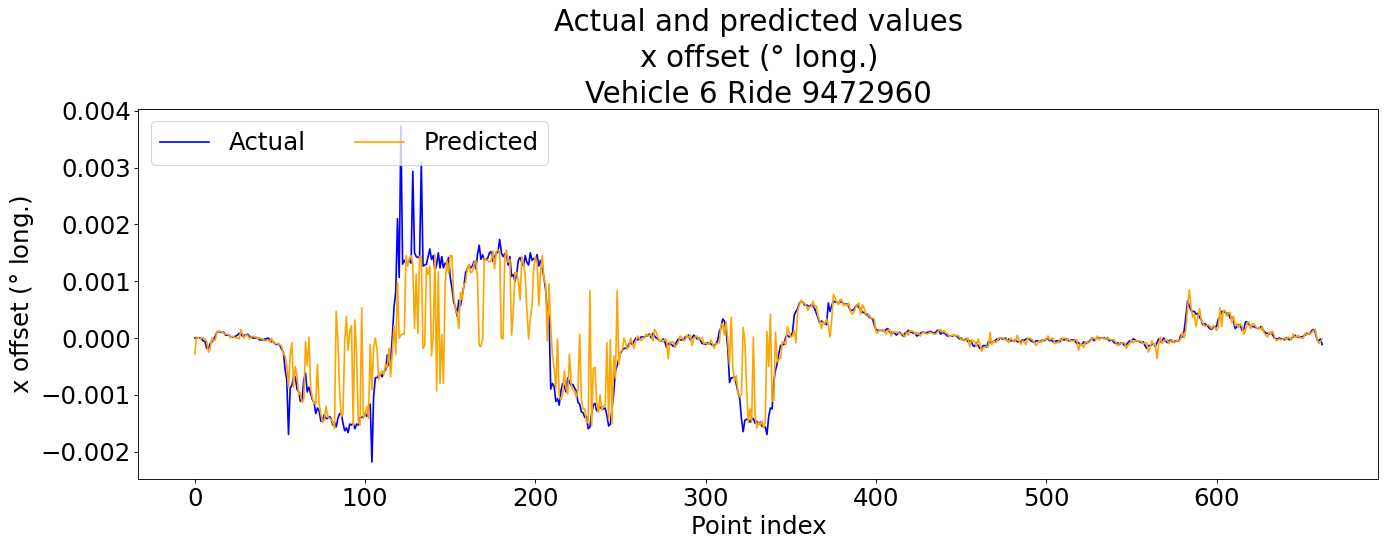 Actual and predicted values
x offset (° long.)
Vehicle 6 Ride 9472960
Actual
Predicted
x offset (° long.)
0.004
0.003
0.002
0.001
0.000
−0.001
−0.002
0
100
200
300
400
500
600
Point index